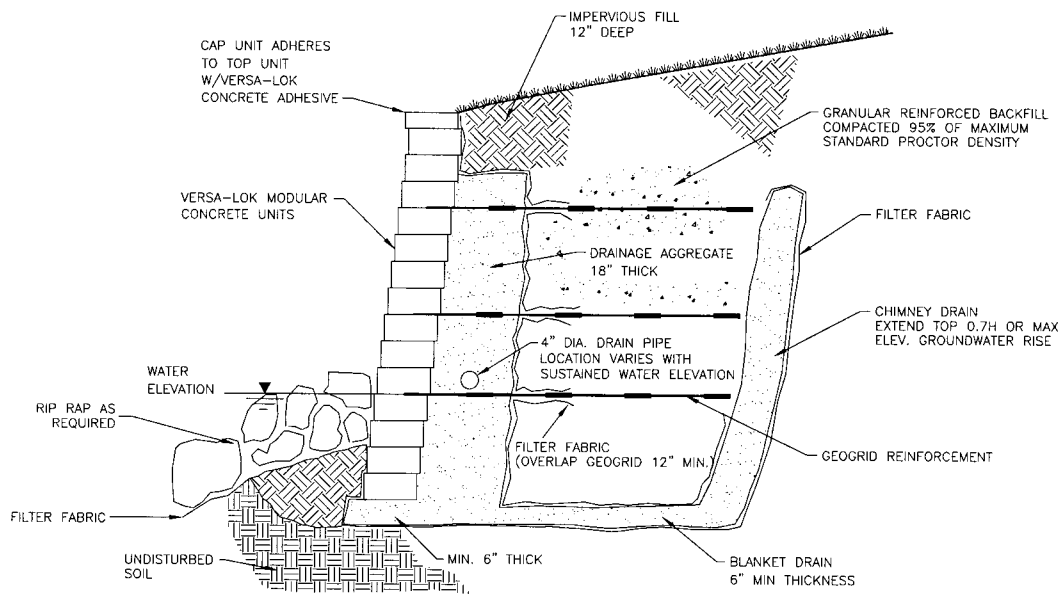 IMPERVIOUS FILL
12" DEEP
CAP UNIT ADHERES
TO TOP UNIT
W/VERSA-LOK
CONCRETE ADHESIVE
GRANULAR REINFORCED BACKFILL
COMPACTED 95% OF MAXIMUM
STANDARD PROCTOR DENSITY
VERSA-LOK MODULAR
CONCRETE UNITS
FILTER FABRIC
DRAINAGE AGGREGATE
18" THICK
CHIMNEY DRAIN
EXTEND TOP 0.7H OR MAX
ELEV. GROUNDWATER RISE
4" DIA. DRAIN PIPE
LOCATION VARIES WITH
SUSTAINED WATER ELEVATION
WATER
ELEVATION
RIP RAP AS
REQUIRED
FILTER FABRIC
(OVERLAP GEOGRID 12" MIN.)
GEOGRID REINFORCEMENT
FILTER FABRIC
UNDISTURBED
SOIL
MIN. 6" THICK
BLANKET DRAIN
6" MIN THICKNESS